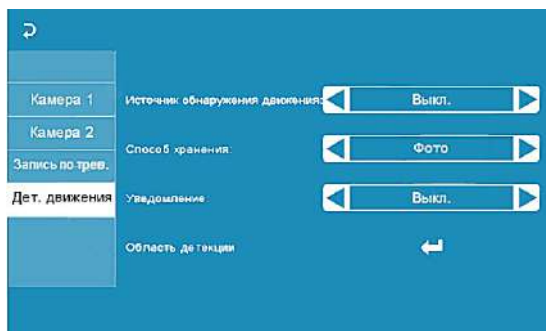 Камера 1
Источник обнаружения движения: Выкл.
Камера 2
Способ хранения: Фото
Запись по трев.
Дет. движения
Уведомление: Выкл.
Область детекции